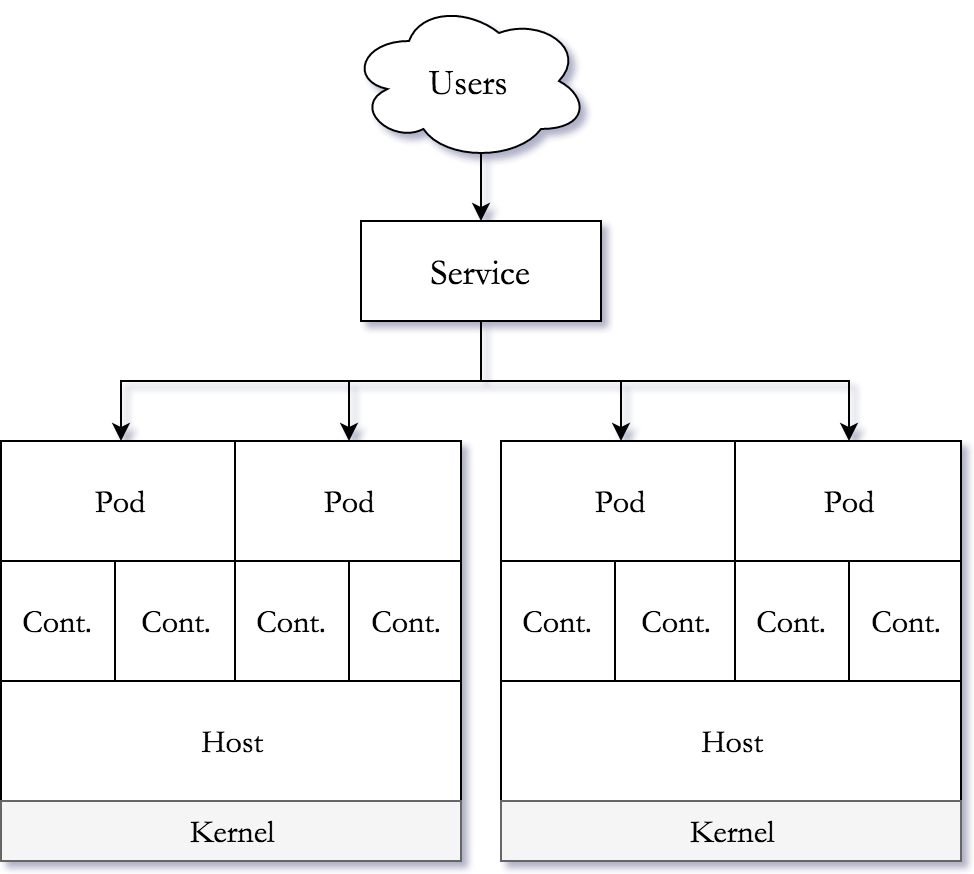 Users
Service
Pod Pod Pod Pod
Cont. Cont. Cont. Cont. Cont. Cont. Cont. Cont.
Host Host
Kernel Kernel